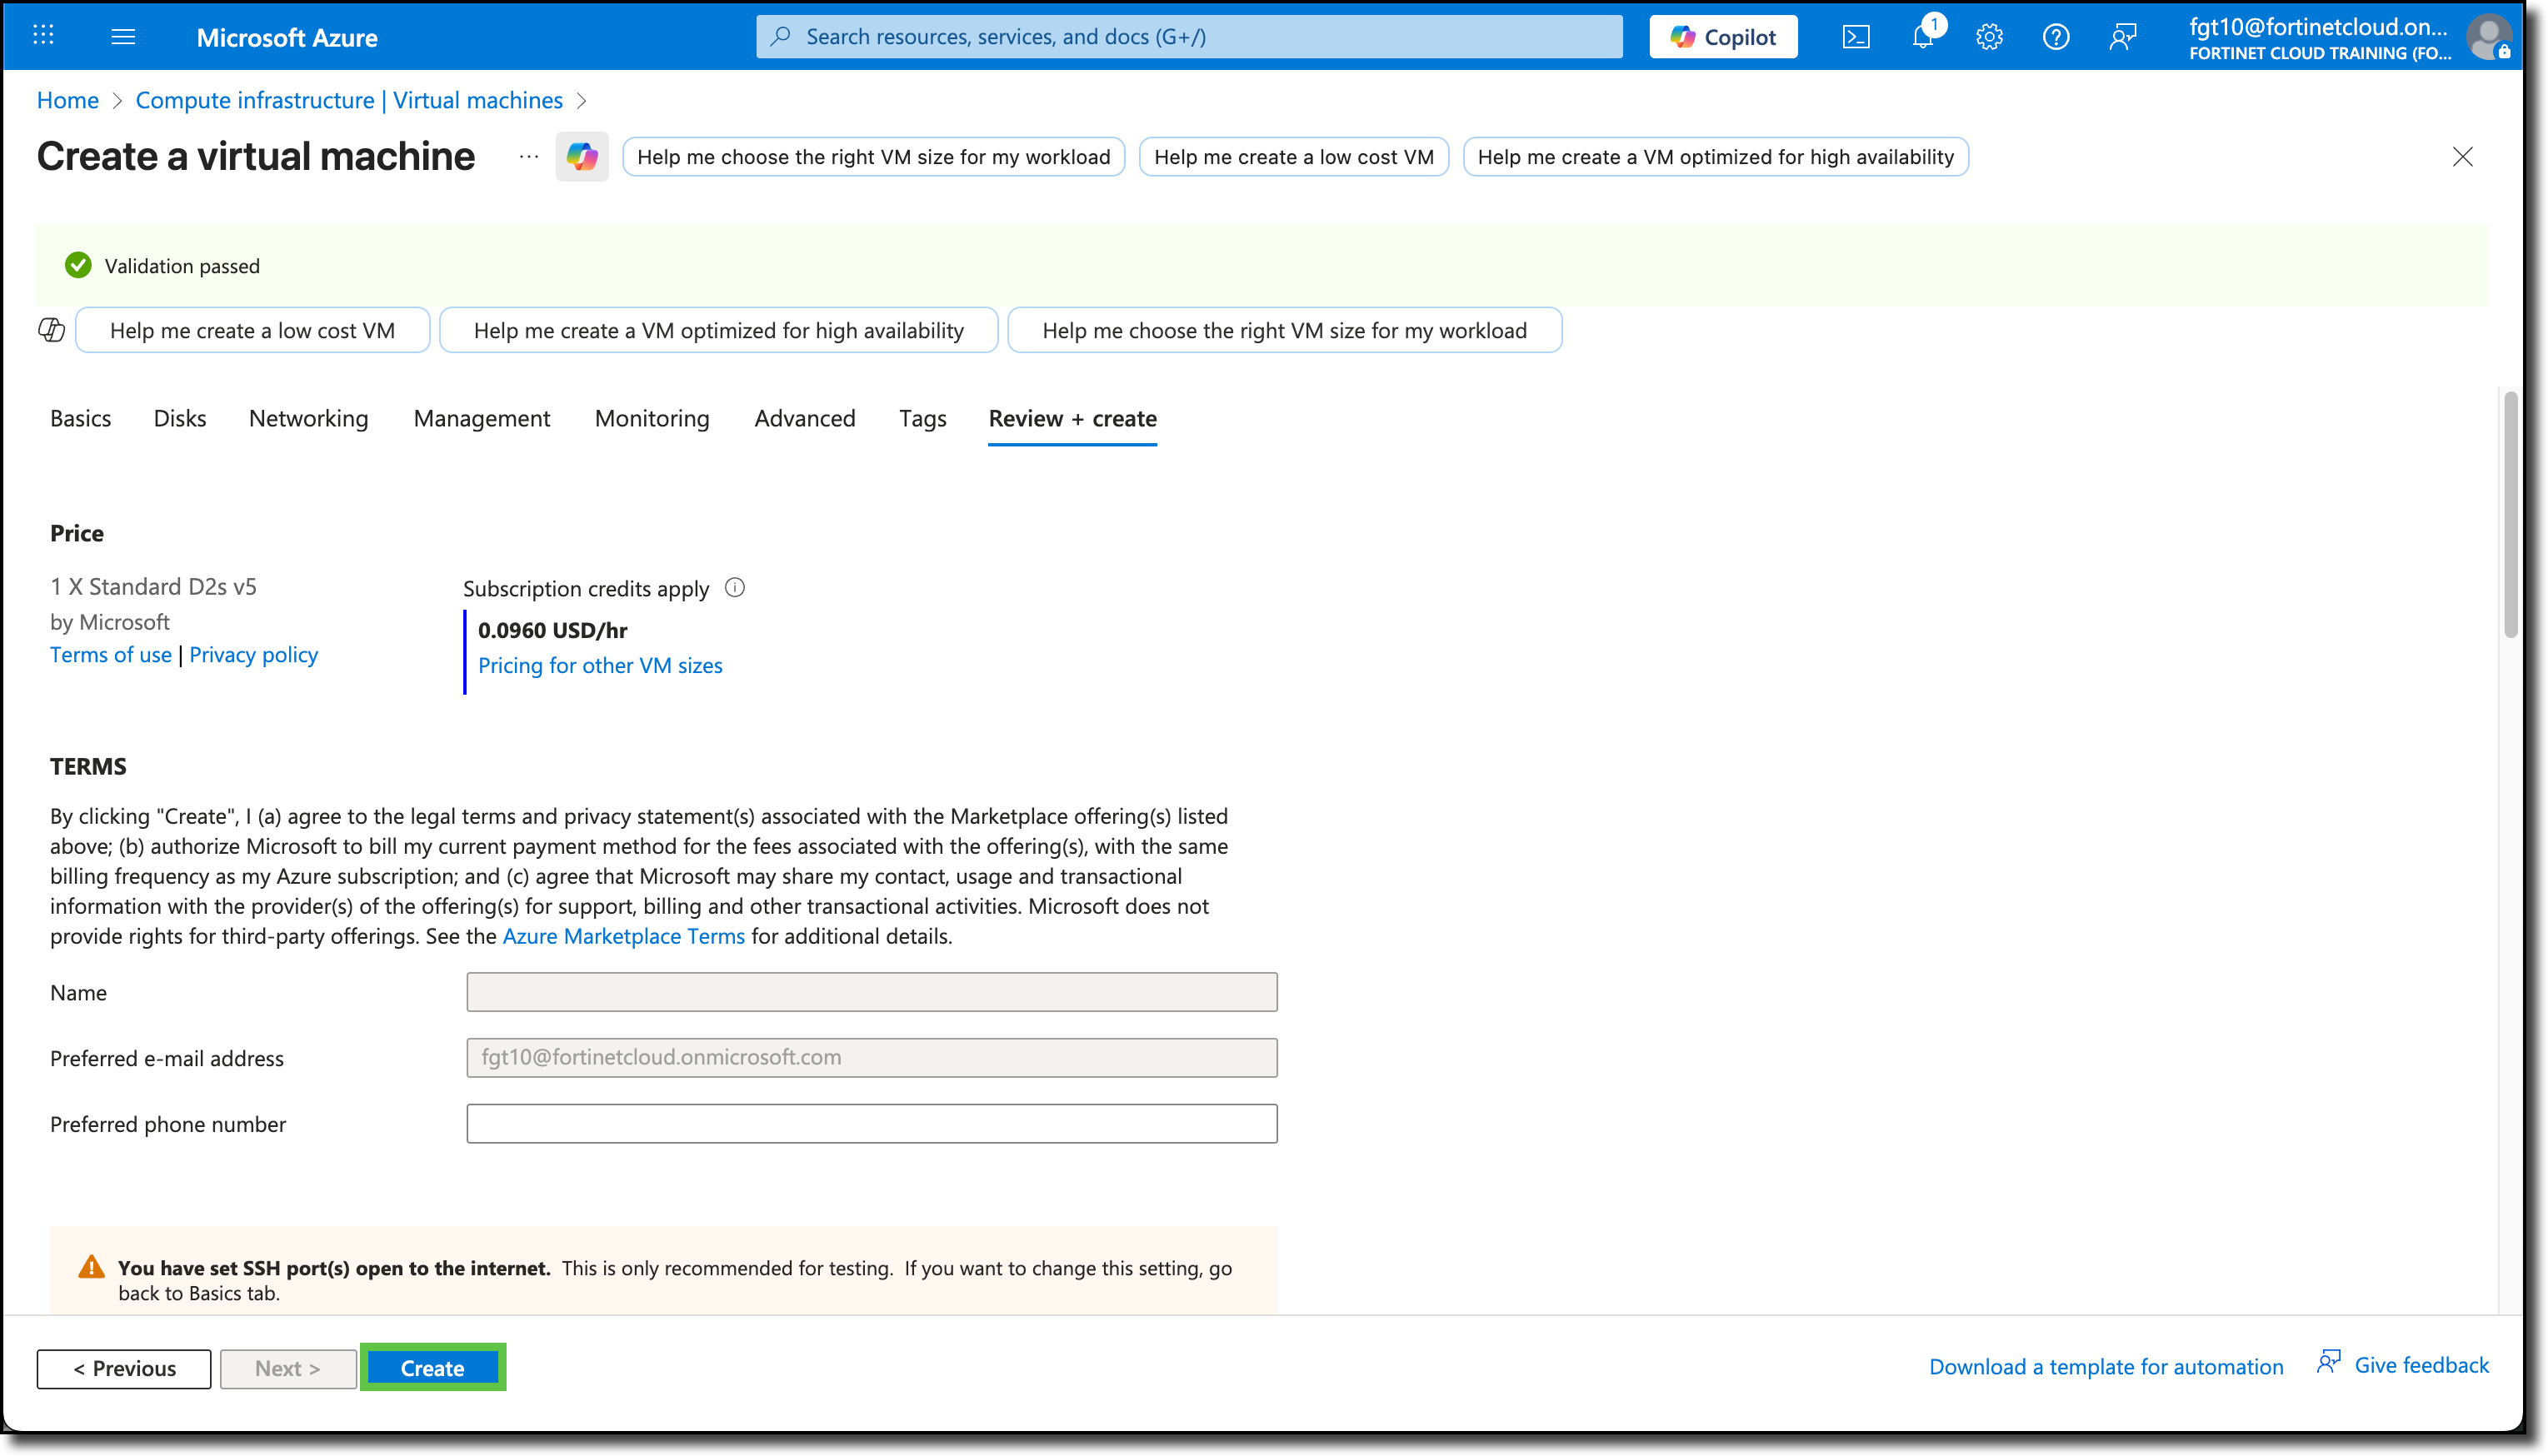 Microsoft Azure
Search resources, services, and docs (G+/)
Copilot
1
fgt10@fortinetcloud.on...
FORTINET CLOUD TRAINING (FO...
Home > Compute infrastructure | Virtual machines >
Create a virtual machine
...
Help me choose the right VM size for my workload
Help me create a low cost VM
Help me create a VM optimized for high availability
Validation passed
Help me create a low cost VM
Help me create a VM optimized for high availability
Help me choose the right VM size for my workload
Basics
Disks
Networking
Management
Monitoring
Advanced
Tags
Review + create
Price
1 X Standard D2s v5
by Microsoft
Terms of use | Privacy policy
Subscription credits apply
0.0960 USD/hr
Pricing for other VM sizes
TERMS
By clicking "Create", I (a) agree to the legal terms and privacy statement(s) associated with the Marketplace offering(s) listed
above; (b) authorize Microsoft to bill my current payment method for the fees associated with the offering(s), with the same
billing frequency as my Azure subscription; and (c) agree that Microsoft may share my contact, usage and transactional
information with the provider(s) of the offering(s) for support, billing and other transactional activities. Microsoft does not
provide rights for third-party offerings. See the Azure Marketplace Terms for additional details.
Name
Preferred e-mail address
fgt10@fortinetcloud.onmicrosoft.com
Preferred phone number
You have set SSH port(s) open to the internet. This is only recommended for testing. If you want to change this setting, go
back to Basics tab.
< Previous
Next >
Create
Download a template for automation
Give feedback